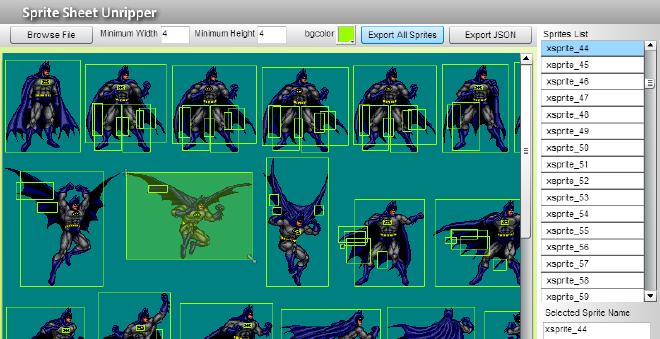 Sprite Sheet Unripper
Browse File Minimum Width 4 Minimum Height 4 bgcolor Export All Sprites Export JSON
Sprites List
xsprite_44
xsprite_45
xsprite_46
xsprite_47
xsprite_48
xsprite_49
xsprite_50
xsprite_51
xsprite_52
xsprite_53
xsprite_54
xsprite_55
xsprite_56
xsprite_57
xsprite_58
xsprite_59
Selected Sprite Name
xsprite_44